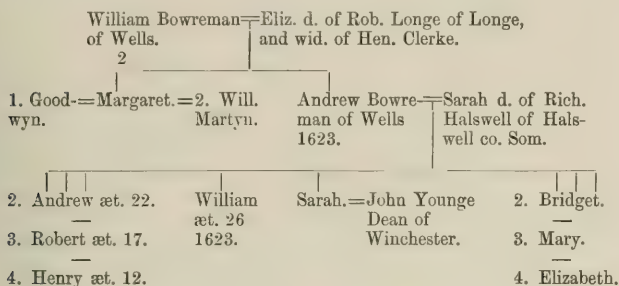 William Bowreman=Eliz. d. of Rob. Longe of Longe,
of Wells. and wid. of Hen. Clerke.
2
1. Good-=Margaret.=2. Will. Andrew Bowre-=Sarah d. of Rich.
wyn. Martyn. man of Wells Halswell of Hals-
1623. well co. Som.
2. Andrew æt. 22. William Sarah.=John Younge 2. Bridget.
æt. 26 Dean of
3. Robert æt. 17. 1623. Winchester. 3. Mary.
4. Henry æt. 12. 4. Elizabeth.